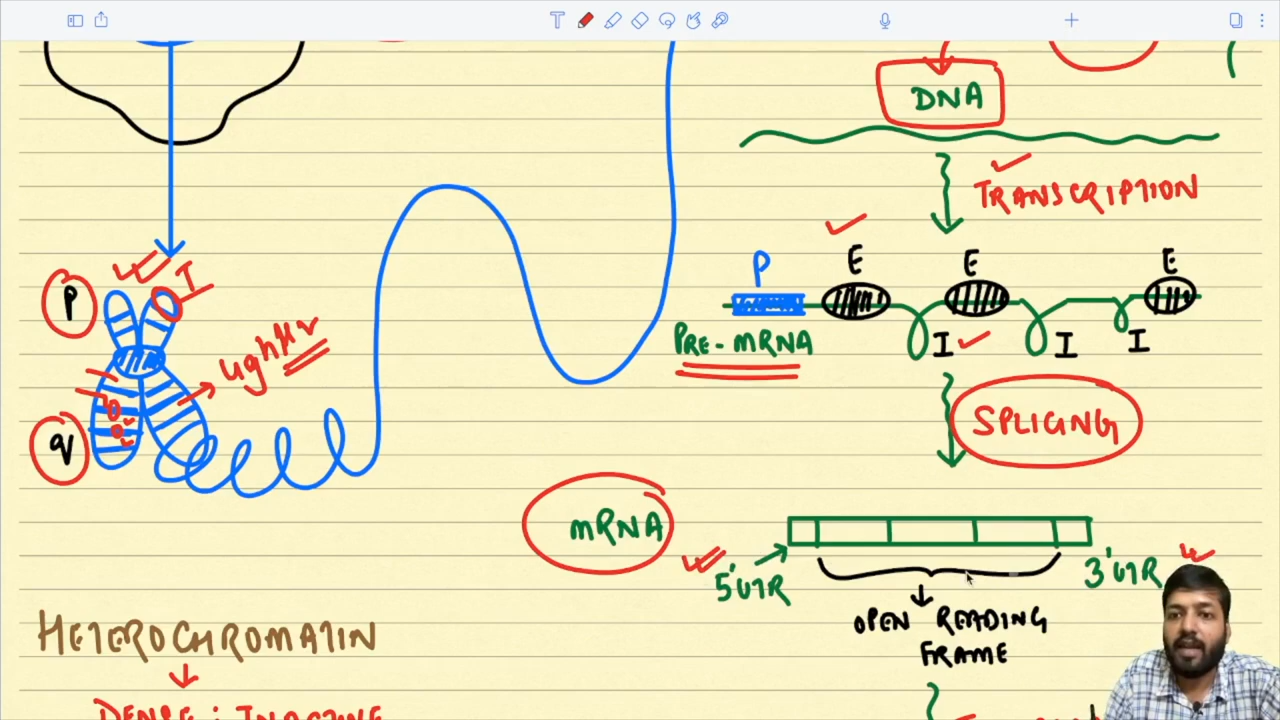 DNA
TRANSCRIPTION
P E E E
PRE-MRNA
I I I
SPLICING
mRNA
5'UTR
3'UTR
OPEN READING
FRAME
P
I
q
HETEROCHROMATIN